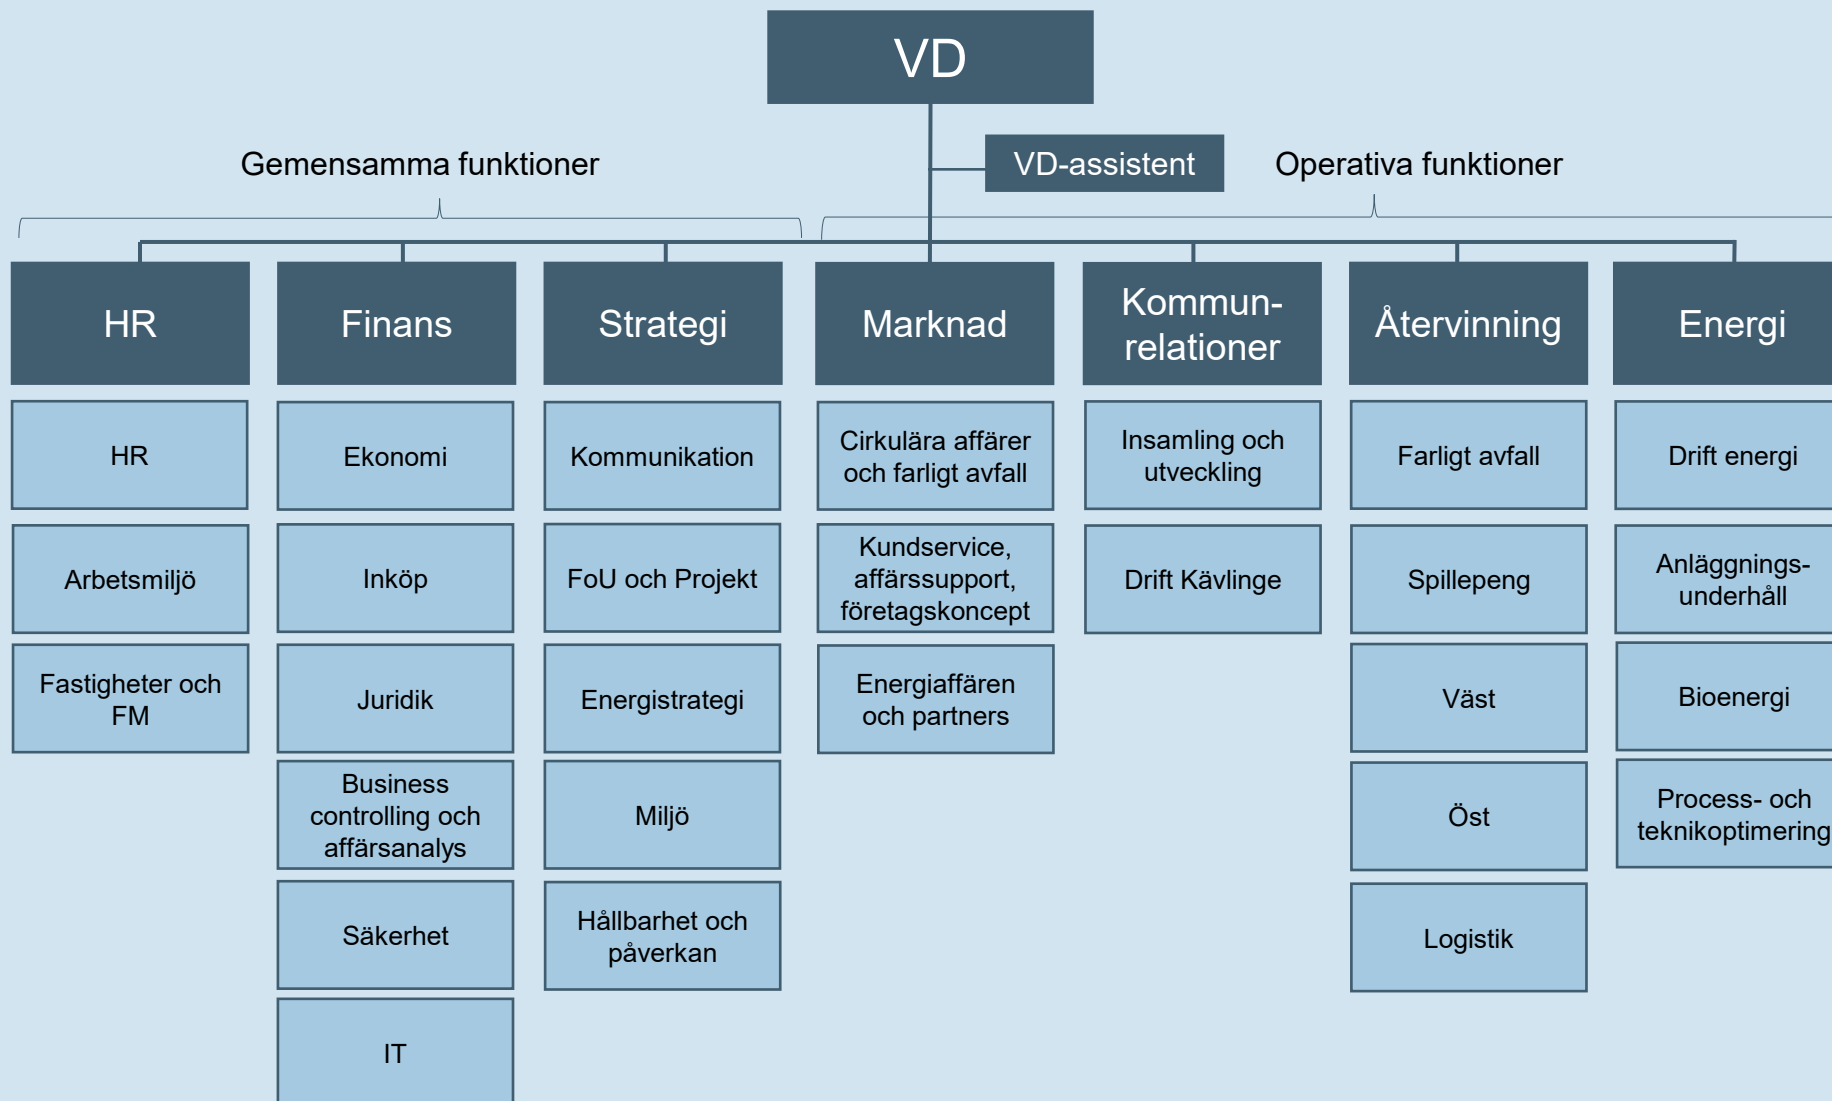 VD
VD-assistent
Gemensamma funktioner
Operativa funktioner
HR
Finans
Strategi
Marknad
Kommun-
relationer
Återvinning
Energi
HR
Arbetsmiljö
Fastigheter och
FM
Ekonomi
Inköp
Juridik
Business
controlling och
affärsanalys
Säkerhet
IT
Kommunikation
FoU och Projekt
Energistrategi
Miljö
Hållbarhet och
påverkan
Cirkulära affärer
och farligt avfall
Kundservice,
affärssupport,
företagskoncept
Energiaffären
och partners
Insamling och
utveckling
Drift Kävlinge
Farligt avfall
Spillepeng
Väst
Öst
Logistik
Drift energi
Anläggnings-
underhåll
Bioenergi
Process- och
teknikoptimering